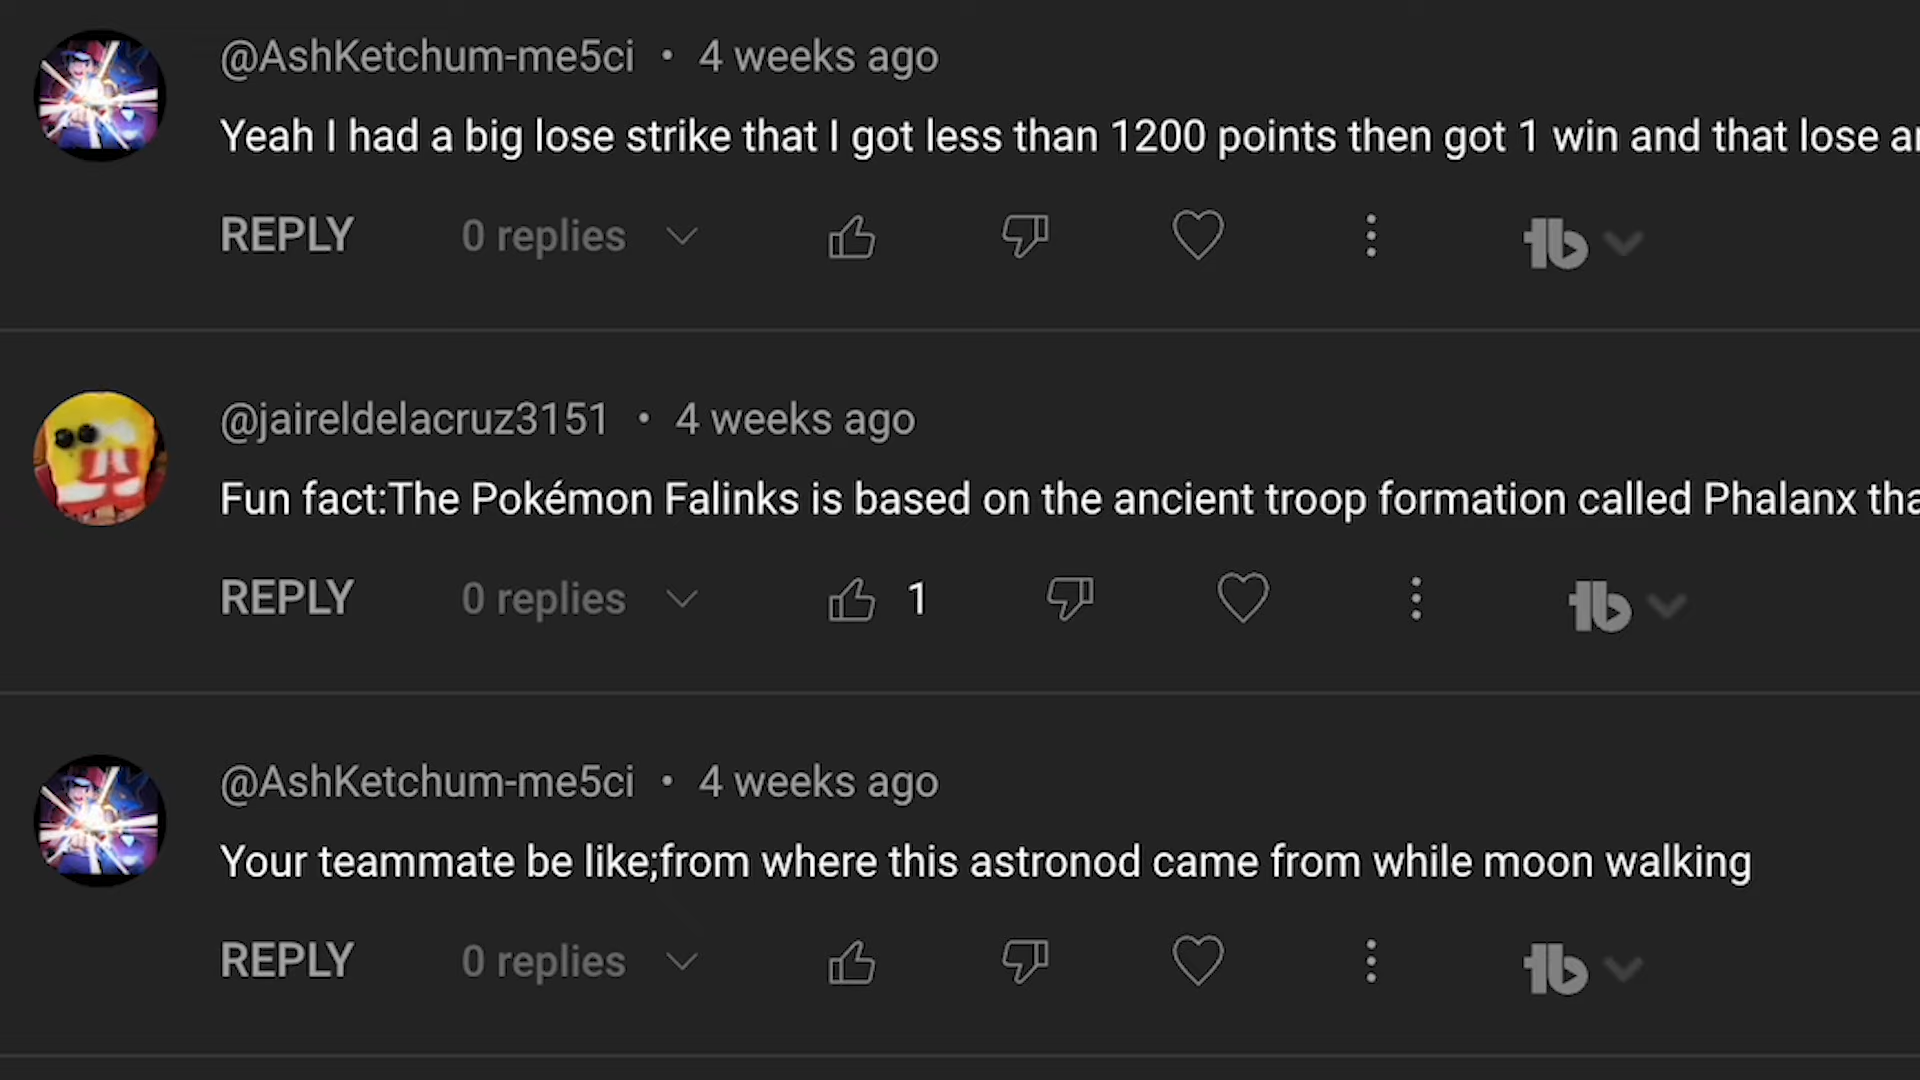 @AshKetchum-me5ci • 4 weeks ago
Yeah I had a big lose strike that I got less than 1200 points then got 1 win and that lose
REPLY 0 replies
@jaireldelacruz3151 • 4 weeks ago
Fun fact:The Pokémon Falinks is based on the ancient troop formation called Phalanx
REPLY 0 replies 1
@AshKetchum-me5ci • 4 weeks ago
Your teammate be like;from where this astronod came from while moon walking
REPLY 0 replies